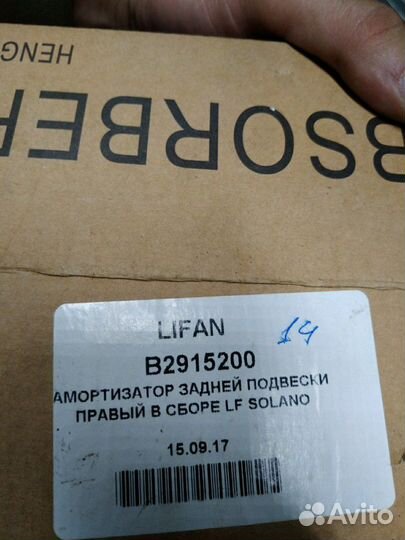 HENG
BSORBER
LIFAN
14
B2915200
АМОРТИЗАТОР ЗАДНЕЙ ПОДВЕСКИ
ПРАВЫЙ В СБОРЕ LF SOLANO
15.09.17
Avito